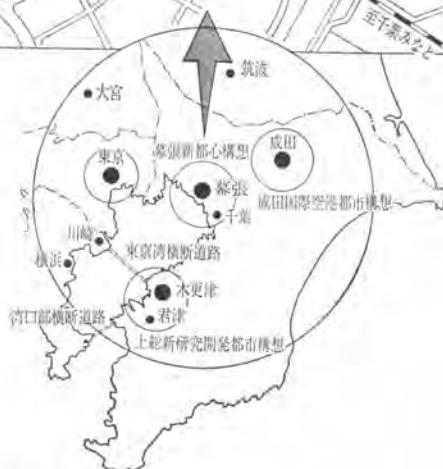 至千葉みなと
筑波
大宮
東京
幕張新都心構想
成田
幕張
千葉
成田国際空港都市構想
川崎
東京湾横断道路
横浜
木更津
湾口部横断道路
君津
上総新研究開発都市構想